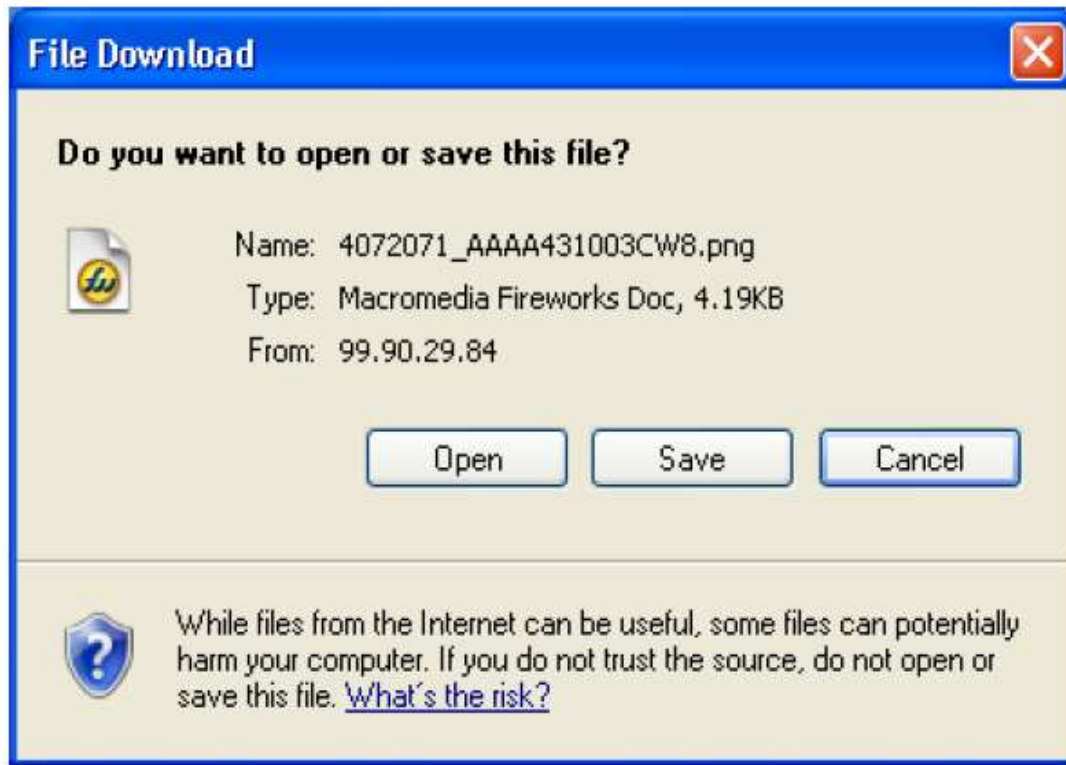 File Download
Do you want to open or save this file?
Name: 4072071_AAAA431003CW8.png
Type: Macromedia Fireworks Doc, 4.19KB
From: 99.90.29.84
Open Save Cancel
While files from the Internet can be useful, some files can potentially
harm your computer. If you do not trust the source, do not open or
save this file. What´s the risk?